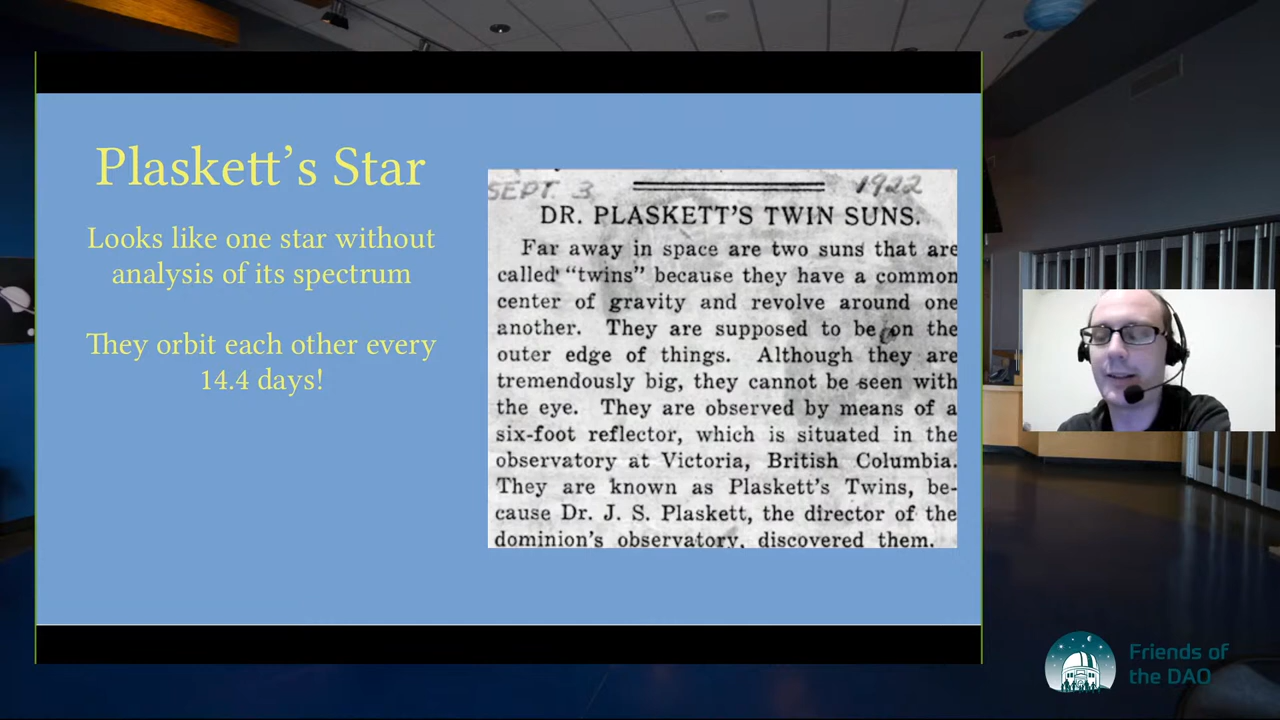 Plaskett's Star
Looks like one star without
analysis of its spectrum
They orbit each other every
14.4 days!
SEPT. 3 1922
DR. PLASKETT'S TWIN SUNS.
Far away in space are two suns that are
called "twins" because they have a common
center of gravity and revolve around one
another. They are supposed to be on the
outer edge of things. Although they are
tremendously big, they cannot be seen with
the eye. They are observed by means of a
six-foot reflector, which is situated in the
observatory at Victoria, British Columbia.
They are known as Plaskett's Twins, be-
cause Dr. J. S. Plaskett, the director of the
dominion's observatory, discovered them.
Friends of
the DAO